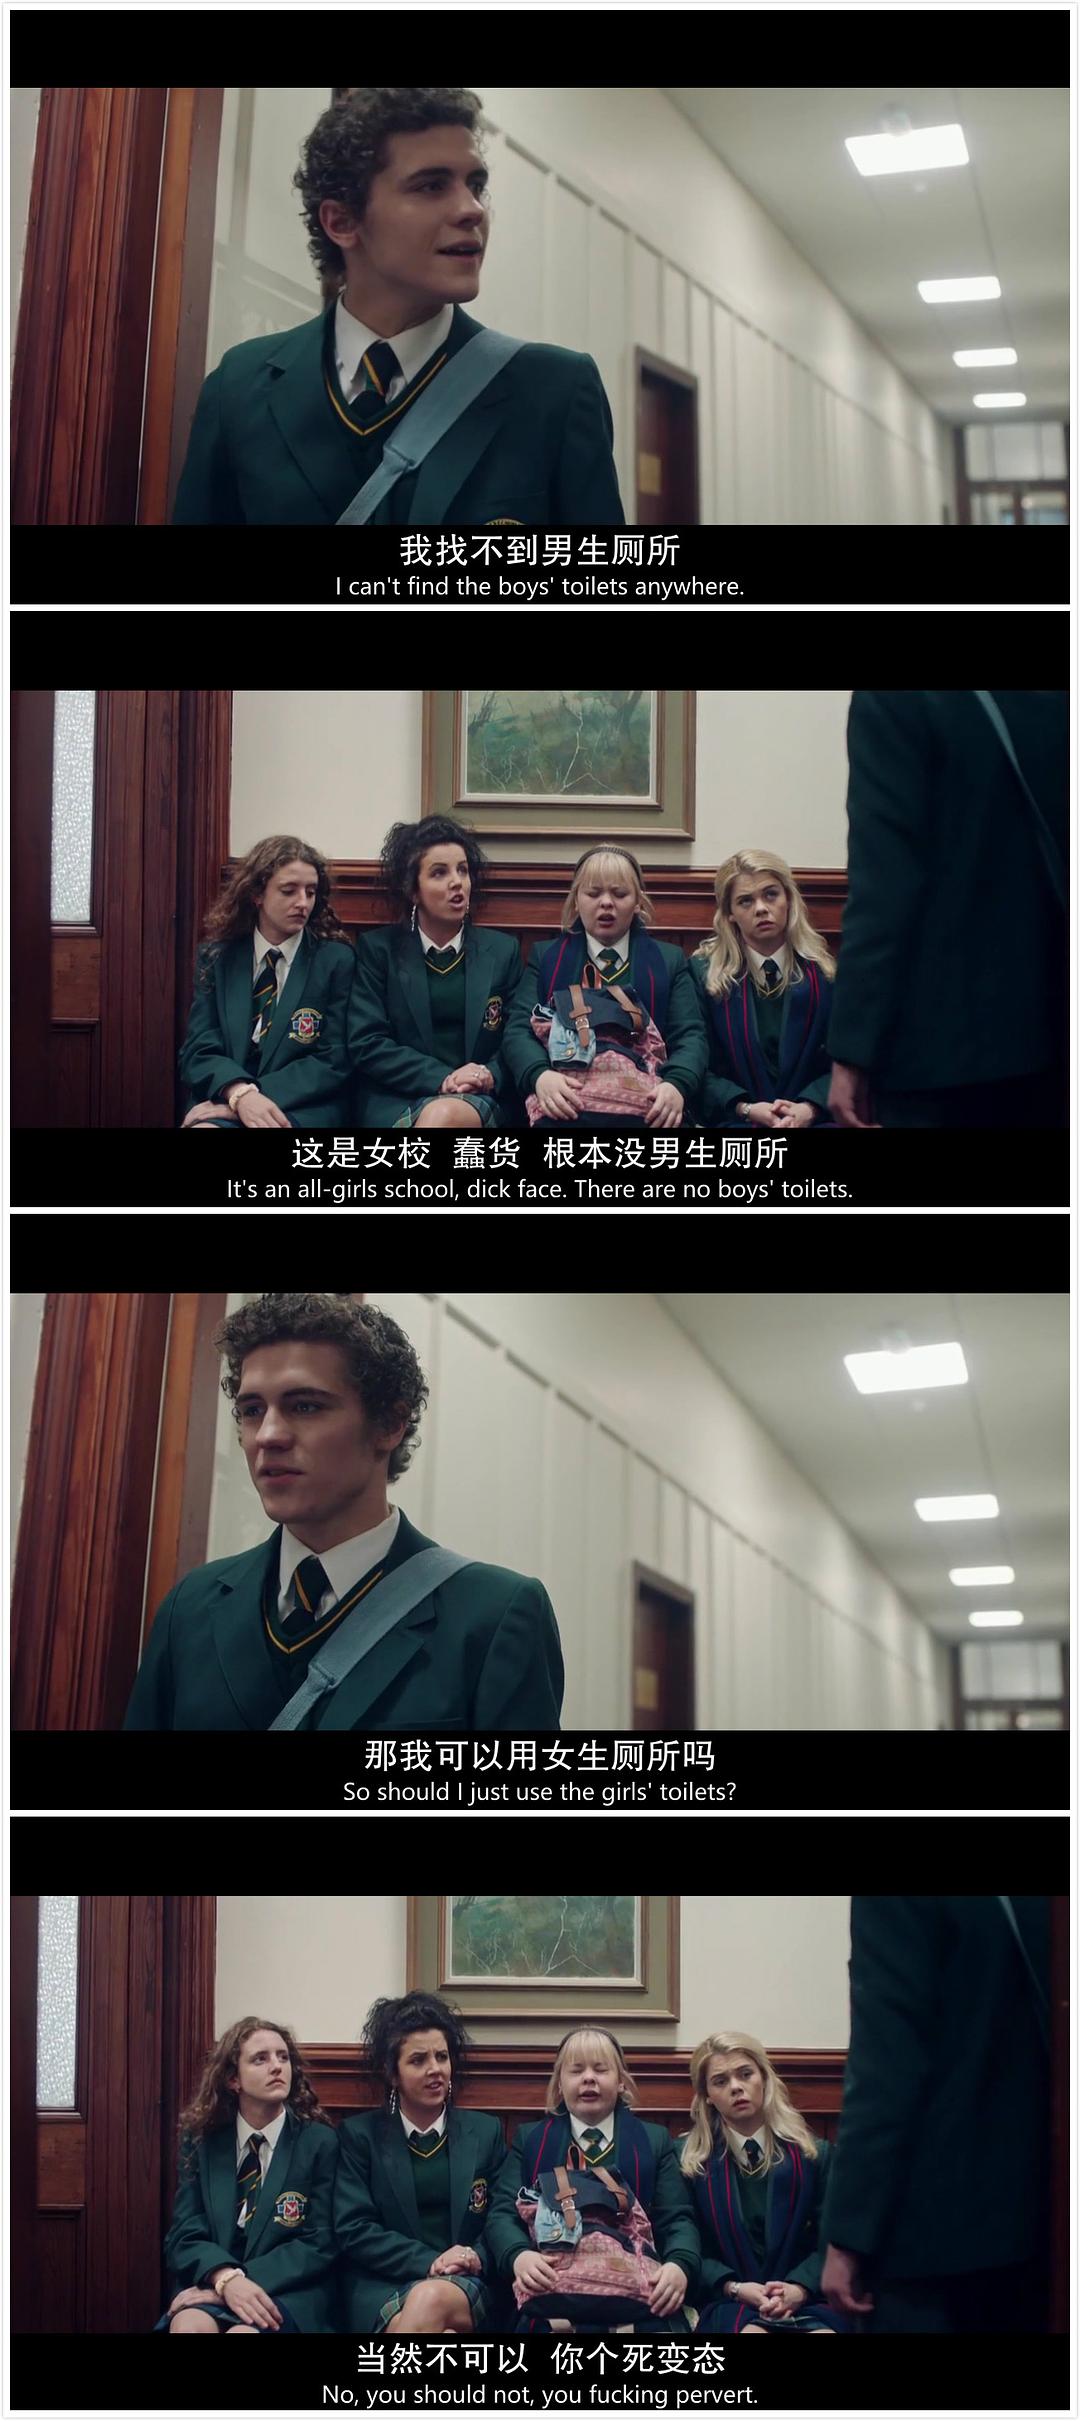 我找不到男生厕所
I can't find the boys' toilets anywhere.
这是女校 蠢货 根本没男生厕所
It's an all-girls school, dick face. There are no boys' toilets.
那我可以用女生厕所吗
So should I just use the girls' toilets?
当然不可以 你个死变态
No, you should not, you fucking pervert.